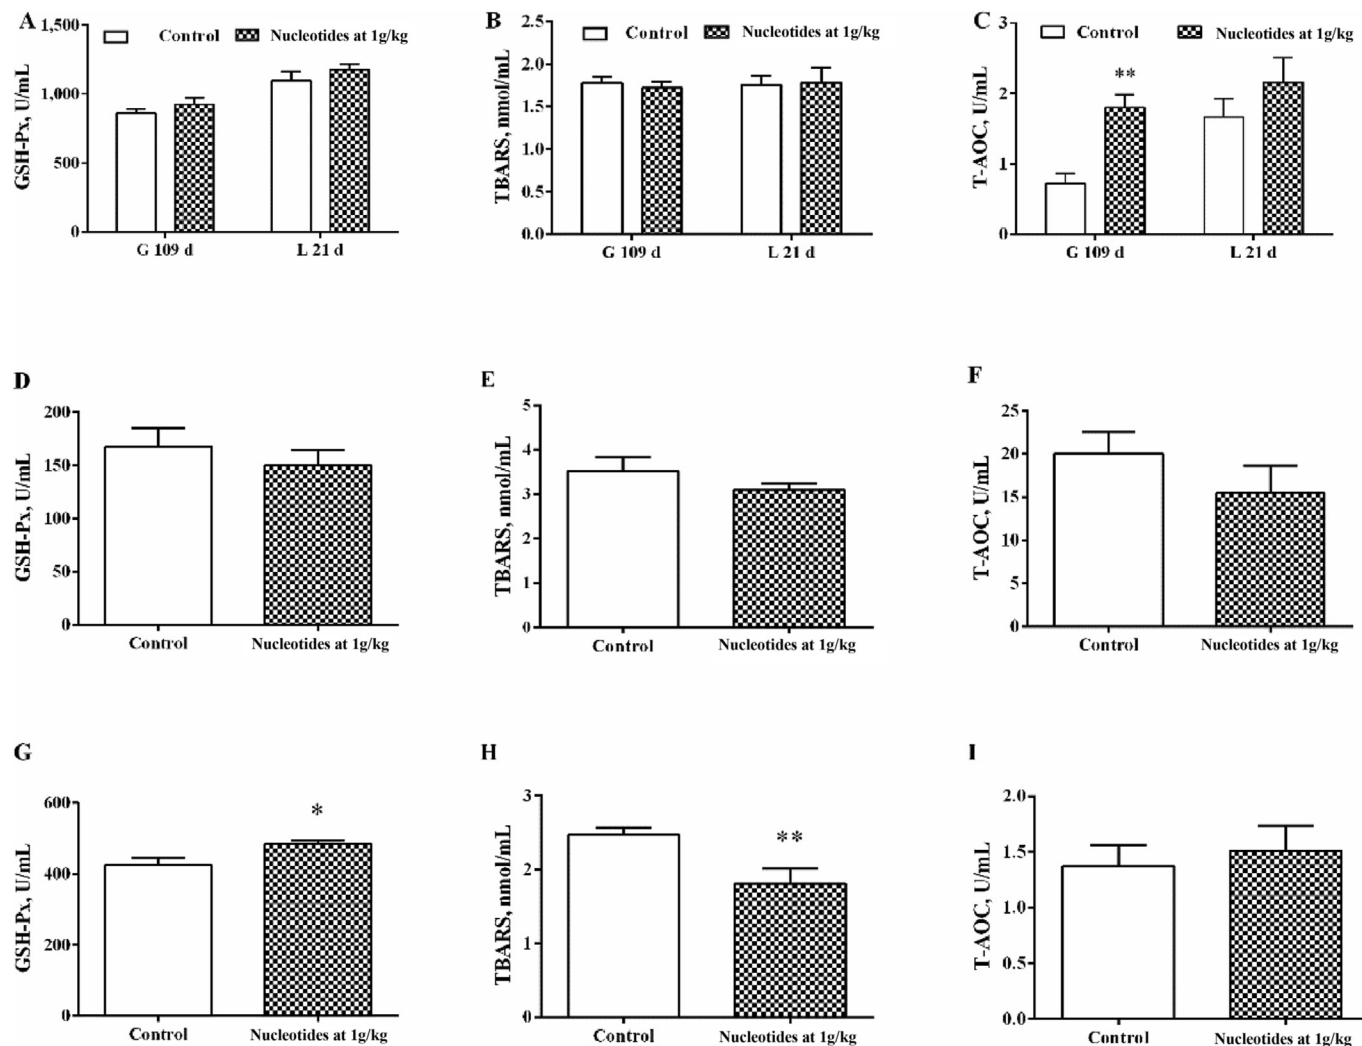 A
1,500
Control
Nucleotides at 1g/kg
1,000
GSH-Px, U/mL
500
0
G 109 d
L 21 d
B
2.5
Control
Nucleotides at 1g/kg
2.0
TBARS, nmol/mL
1.5
1.0
0.5
0.0
G 109 d
L 21 d
C
3
Control
Nucleotides at 1g/kg
**
2
T-AOC, U/mL
1
0
G 109 d
L 21 d
D
200
150
GSH-Px, U/mL
100
50
0
Control
Nucleotides at 1g/kg
E
5
4
TBARS, nmol/mL
3
2
1
0
Control
Nucleotides at 1g/kg
F
25
20
T-AOC, U/mL
15
10
5
0
Control
Nucleotides at 1g/kg
G
600
*
GSH-Px, U/mL
400
200
0
Control
Nucleotides at 1g/kg
H
3
**
TBARS, nmol/mL
2
1
0
Control
Nucleotides at 1g/kg
I
2.0
1.5
T-AOC, U/mL
1.0
0.5
0.0
Control
Nucleotides at 1g/kg